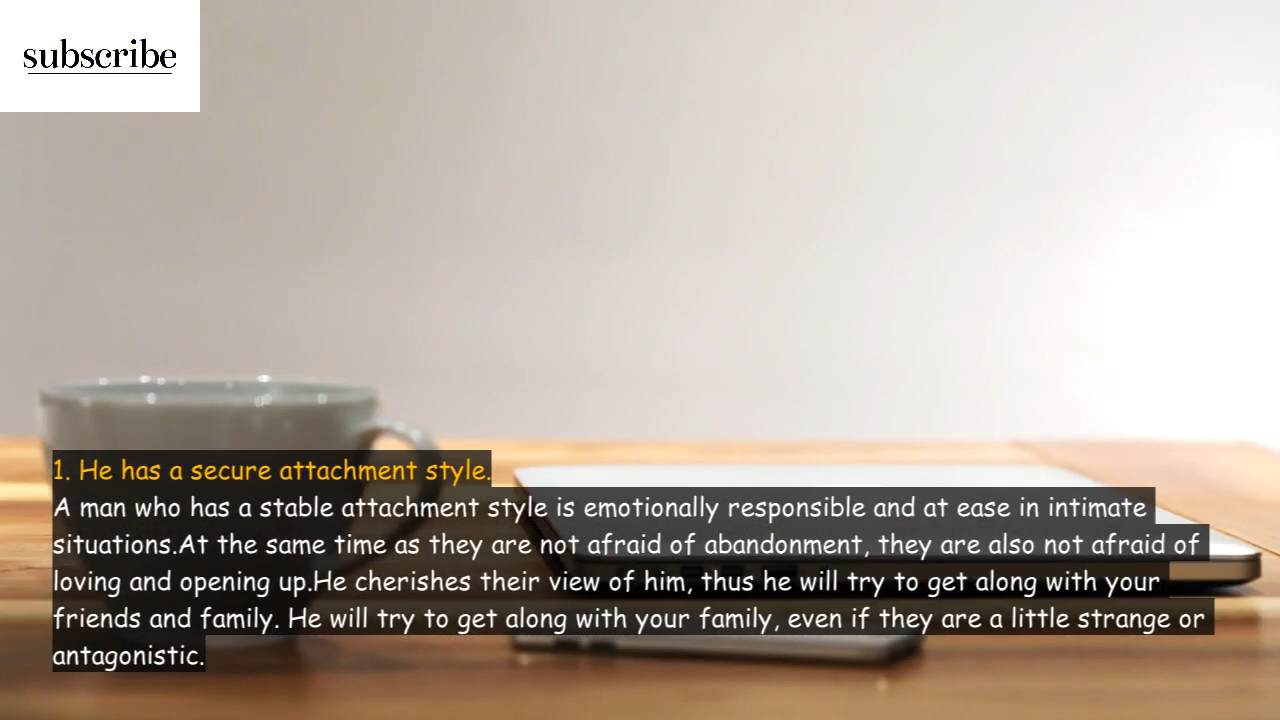 subscribe
1. He has a secure attachment style.
A man who has a stable attachment style is emotionally responsible and at ease in intimate
situations.At the same time as they are not afraid of abandonment, they are also not afraid of
loving and opening up.He cherishes their view of him, thus he will try to get along with your
friends and family. He will try to get along with your family, even if they are a little strange or
antagonistic.